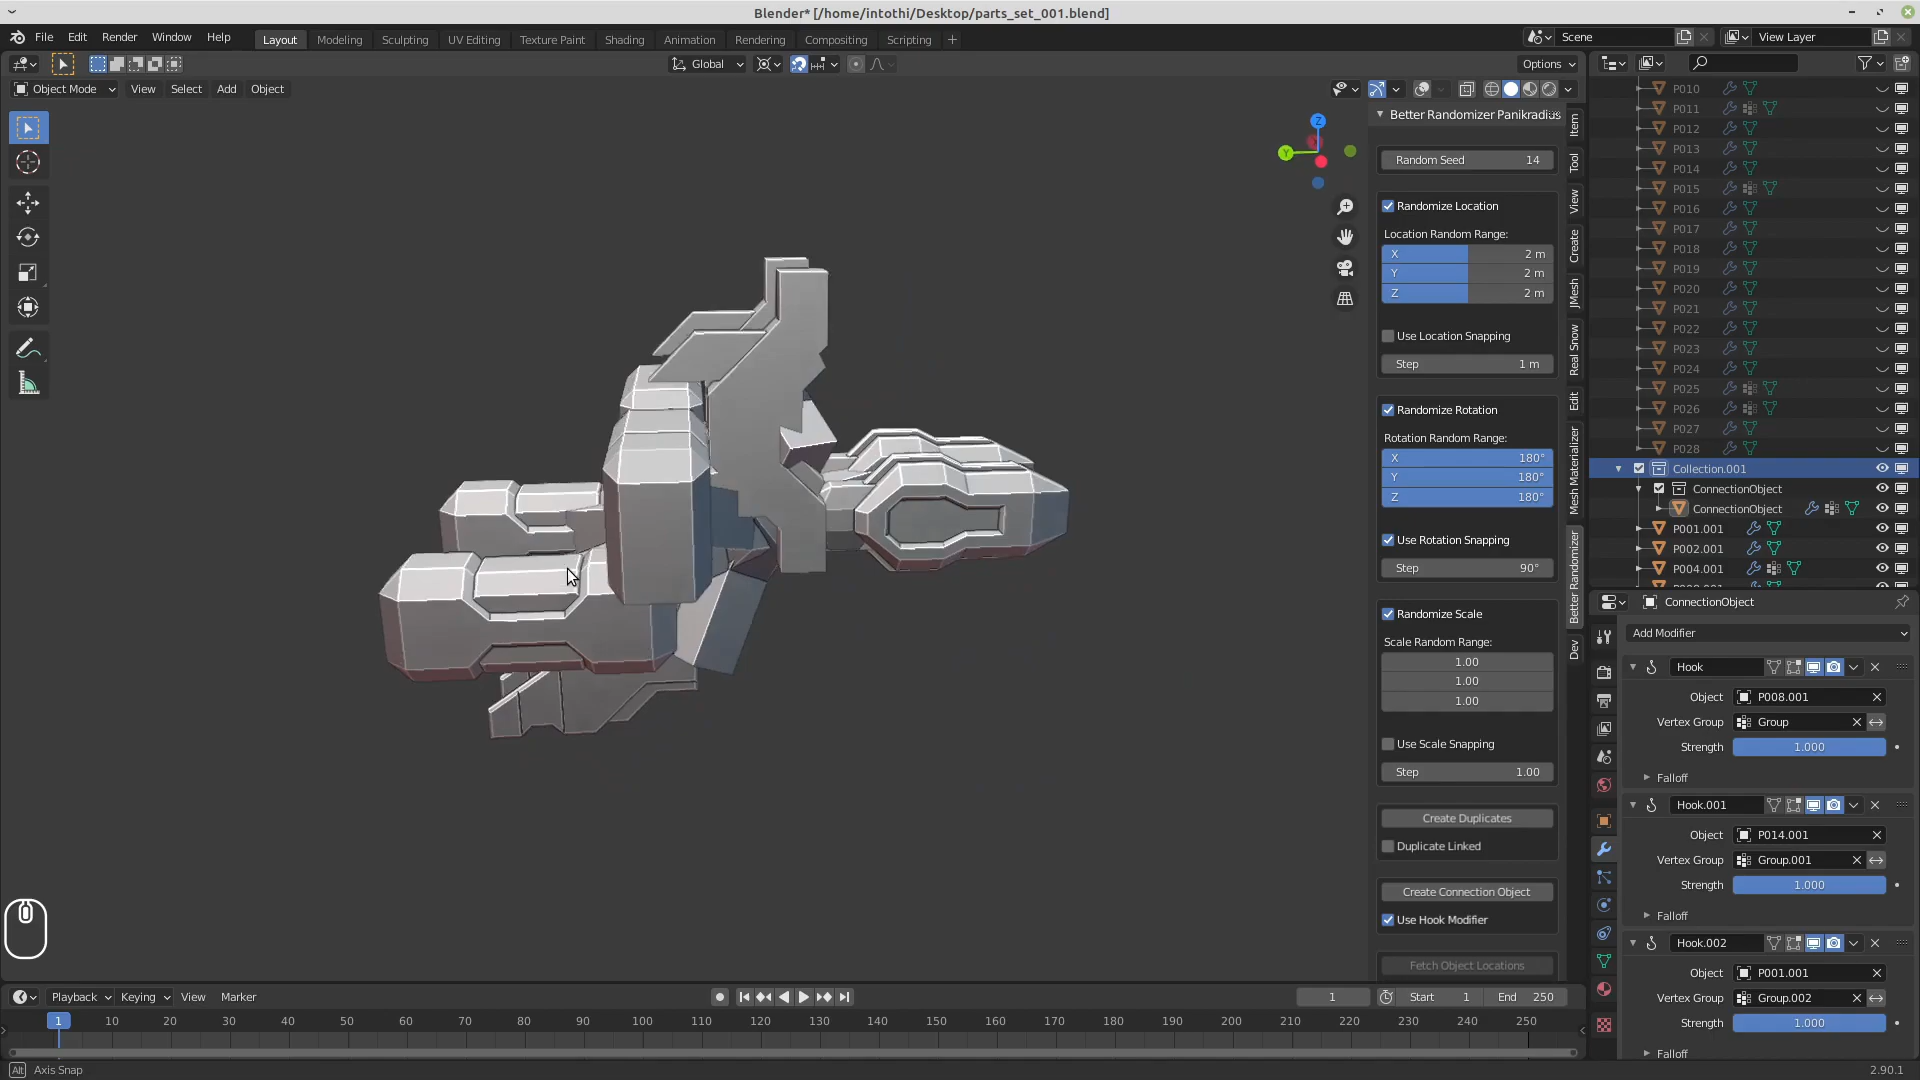 Blender* [/home/intothi/Desktop/parts_set_001.blend]
File Edit Render Window Help
Layout Modeling Sculpting UV Editing Texture Paint Shading Animation Rendering Compositing Scripting +
Scene
View Layer
Global
Options
Object Mode View Select Add Object
Z
Y
Better Randomizer Panikradius
Random Seed 14
Randomize Location
Location Random Range:
X 2 m
Y 2 m
Z 2 m
Use Location Snapping
Step 1 m
Randomize Rotation
Rotation Random Range:
X 180°
Y 180°
Z 180°
Use Rotation Snapping
Step 90°
Randomize Scale
Scale Random Range:
1.00
1.00
1.00
Use Scale Snapping
Step 1.00
Create Duplicates
Duplicate Linked
Create Connection Object
Use Hook Modifier
Fetch Object Locations
Item
Tool
View
Create
JMesh
Real Snow
Edit
Mesh Materializer
Better Randomizer
Dev
P010
P011
P012
P013
P014
P015
P016
P017
P018
P019
P020
P021
P022
P023
P024
P025
P026
P027
P028
Collection.001
ConnectionObject
ConnectionObject
P001.001
P002.001
P004.001
ConnectionObject
Add Modifier
Hook
Object P008.001
Vertex Group Group
Strength 1.000
Falloff
Hook.001
Object P014.001
Vertex Group Group.001
Strength 1.000
Falloff
Hook.002
Object P001.001
Vertex Group Group.002
Strength 1.000
Falloff
Playback Keying View Marker
1 Start 1 End 250
1 10 20 30 40 50 60 70 80 90 100 110 120 130 140 150 160 170 180 190 200 210 220 230 240 250
Alt Axis Snap
2.90.1